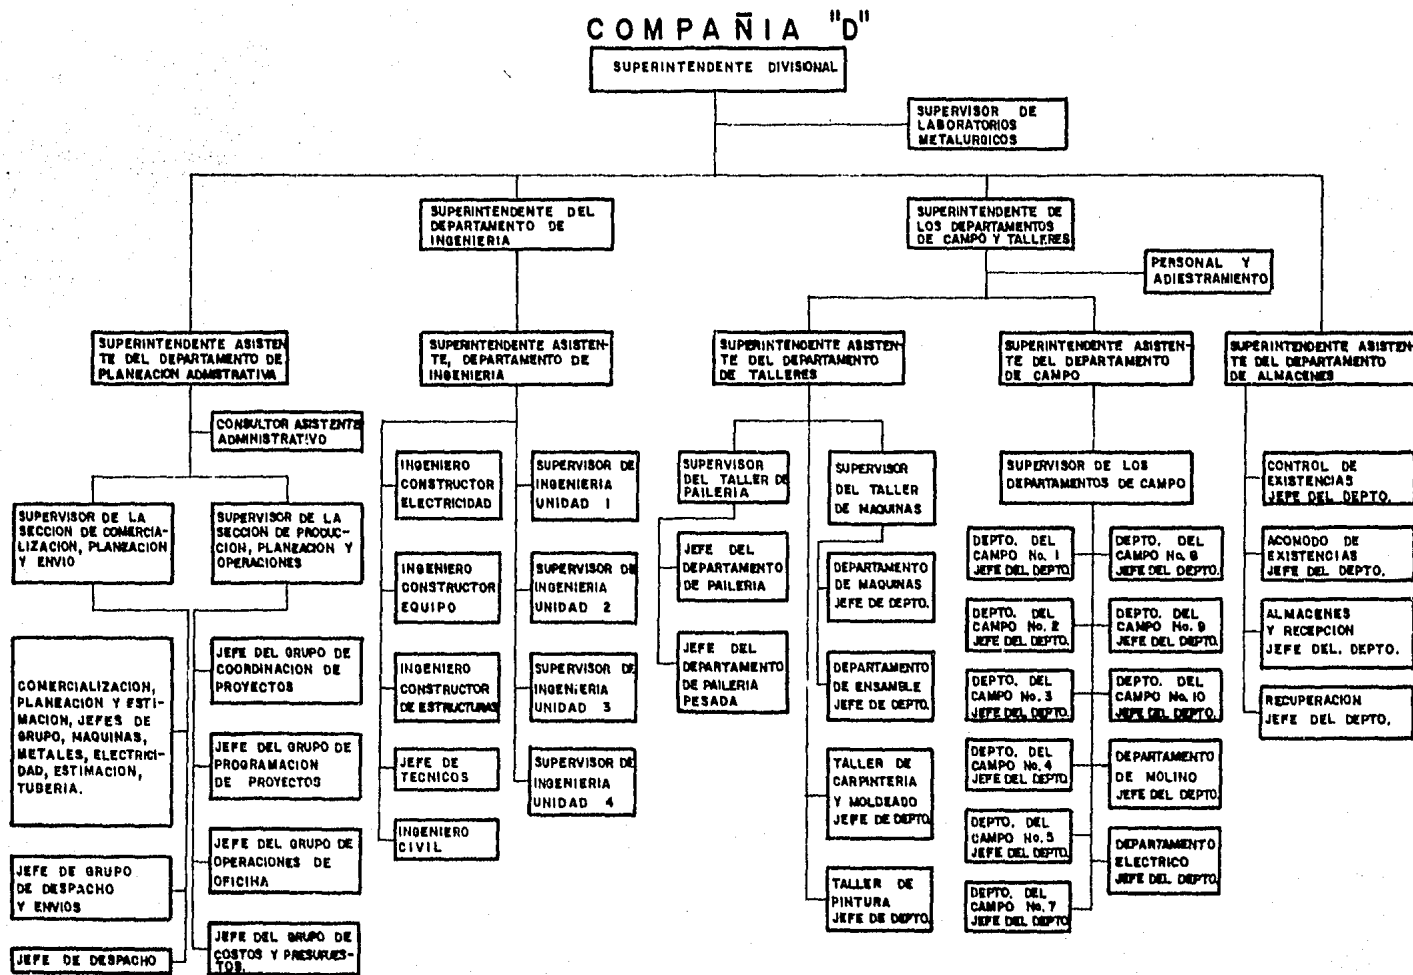 COMPAÑIA "D"
SUPERINTENDENTE DIVISIONAL
SUPERVISOR DE
LABORATORIOS
METALURGICOS
SUPERINTENDENTE DEL
DEPARTAMENTO DE
INGENIERIA
SUPERINTENDENTE DE
LOS DEPARTAMENTOS
DE CAMPO Y TALLERES
PERSONAL Y
ADIESTRAMIENTO
SUPERINTENDENTE ASISTEN
TE DEL DEPARTAMENTO DE
PLANEACION ADMSTRATIVA
SUPERINTENDENTE ASISTEN-
TE, DEPARTAMENTO DE
INGENIERIA
SUPERINTENDENTE ASISTEN-
TE DEL DEPARTAMENTO
DE TALLERES
SUPERINTENDENTE ASISTEN-
TE DEL DEPARTAMENTO
DE CAMPO
SUPERINTENDENTE ASISTEN-
TE DEL DEPARTAMENTO
DE ALMACENES
CONSULTOR ASISTENTE
ADMINISTRATIVO
SUPERVISOR DE LA
SECCION DE COMERCIA-
LIZACION, PLANEACION
Y ENVIO
SUPERVISOR DE LA
SECCION DE PRODUC-
CION, PLANEACION Y
OPERACIONES
COMERCIALIZACION,
PLANEACION Y ESTI-
MACION, JEFES DE
GRUPO, MAQUINAS,
METALES, ELECTRICI-
DAD, ESTIMACION,
TUBERIA.
JEFE DE GRUPO
DE DESPACHO
Y ENVIOS
JEFE DE DESPACHO
JEFE DEL GRUPO DE
COORDINACION DE
PROYECTOS
JEFE DEL GRUPO DE
PROGRAMACION
DE PROYECTOS
JEFE DEL GRUPO DE
OPERACIONES DE
OFICINA
JEFE DEL GRUPO DE
COSTOS Y PRESUPUES-
TOS.
INGENIERO
CONSTRUCTOR
ELECTRICIDAD
INGENIERO
CONSTRUCTOR
EQUIPO
INGENIERO
CONSTRUCTOR
DE ESTRUCTURAS
JEFE DE
TECNICOS
INGENIERO
CIVIL
SUPERVISOR DE
INGENIERIA
UNIDAD 1
SUPERVISOR DE
INGENIERIA
UNIDAD 2
SUPERVISOR DE
INGENIERIA
UNIDAD 3
SUPERVISOR DE
INGENIERIA
UNIDAD 4
SUPERVISOR
DEL TALLER DE
PAILERIA
JEFE DEL
DEPARTAMENTO
DE PAILERIA
JEFE DEL
DEPARTAMENTO
DE PAILERIA
PESADA
SUPERVISOR
DEL TALLER
DE MAQUINAS
DEPARTAMENTO
DE MAQUINAS
JEFE DE DEPTO.
DEPARTAMENTO
DE ENSAMBLE
JEFE DE DEPTO.
TALLER DE
CARPINTERIA
Y MOLDEADO
JEFE DE DEPTO.
TALLER DE
PINTURA
JEFE DE DEPTO.
SUPERVISOR DE LOS
DEPARTAMENTOS DE CAMPO
DEPTO. DEL
CAMPO No. 1
JEFE DEL DEPTO.
DEPTO. DEL
CAMPO No. 2
JEFE DEL DEPTO.
DEPTO. DEL
CAMPO No. 3
JEFE DEL DEPTO.
DEPTO. DEL
CAMPO No. 4
JEFE DEL DEPTO
DEPTO. DEL
CAMPO No. 5
JEFE DEL DEPTO.
DEPTO. DEL
CAMPO No. 7
JEFE DEL DEPTO
DEPTO. DEL
CAMPO No. 8
JEFE DEL DEPTO.
DEPTO. DEL
CAMPO No. 9
JEFE DEL DEPTO.
DEPTO. DEL
CAMPO No. 10
JEFE DEL DEPTO.
DEPARTAMENTO
DE MOLINO
JEFE DEL DEPTO.
DEPARTAMENTO
ELECTRICO
JEFE DEL DEPTO.
CONTROL DE
EXISTENCIAS
JEFE DEL DEPTO.
ACOMODO DE
EXISTENCIAS
JEFE DEL DEPTO.
ALMACENES
Y RECEPCION
JEFE DEL. DEPTO.
RECUPERACION
JEFE DEL DEPTO.